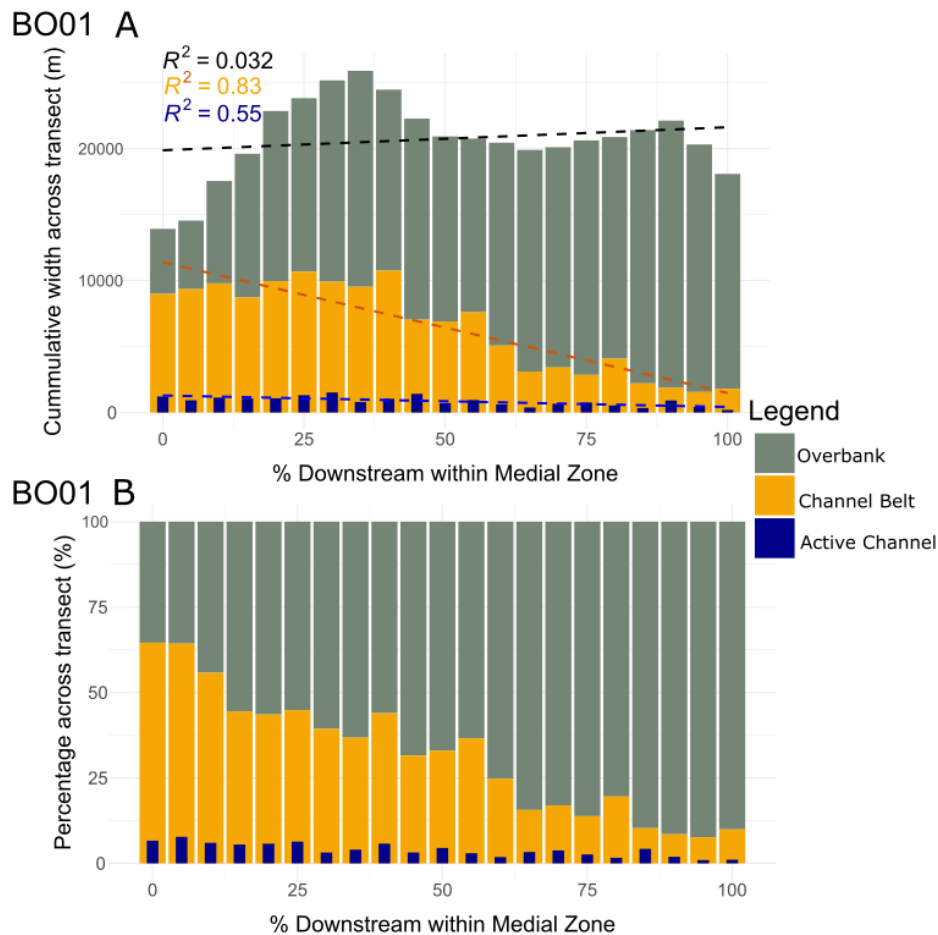 BO01 A
R² = 0.032
R² = 0.83
R² = 0.55
Cummulative width across transect (m)
20000
10000
0
0 25 50 75 100
% Downstream within Medial Zone
Legend
Overbank
Channel Belt
Active Channel
BO01 B
Percentage across transect (%)
100
75
50
25
0
0 25 50 75 100
% Downstream within Medial Zone